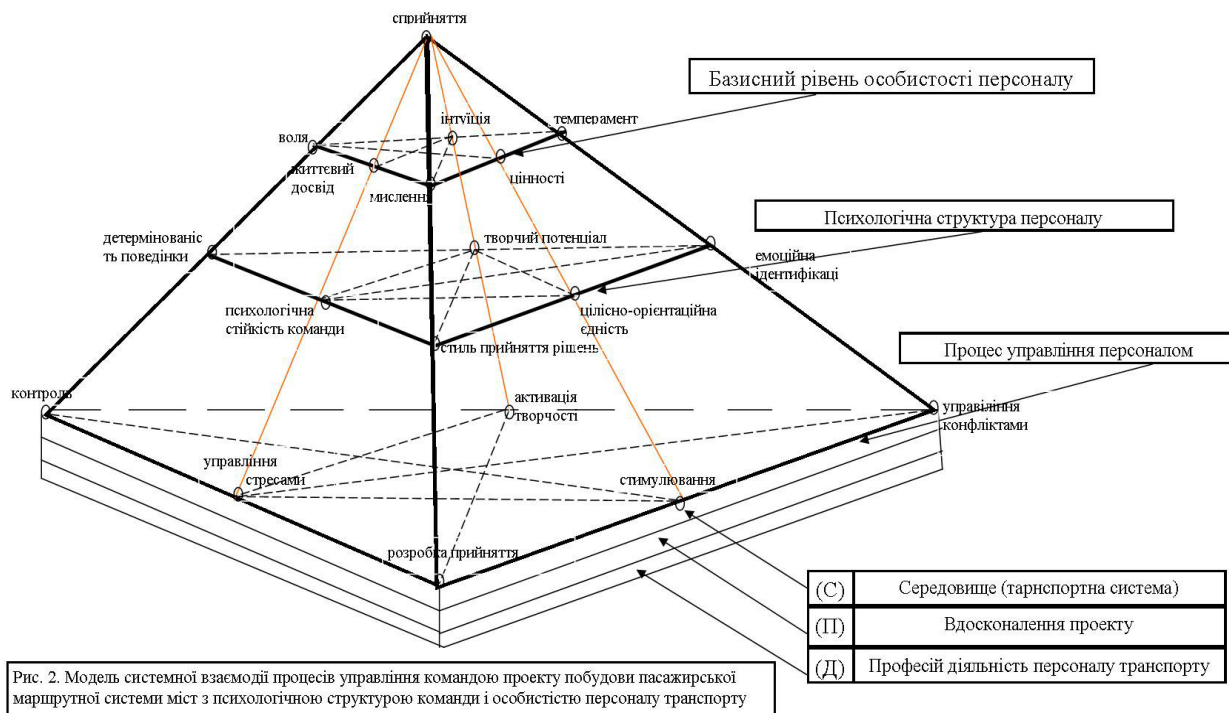 сприйняття
Базисний рівень особистості персоналу
інтуїція
темперамент
воля
життєвий
досвід
цінності
мислення
Психологічна структура персоналу
детермінованіс
ть поведінки
творчий потенціал
емоційна
ідентифікаці
психологічна
стійкість команди
цілісно-орієнтаційна
єдність
стиль прийняття рішень
Процес управління персоналом
контроль
активація
творчості
управіління
конфліктами
управління
стресами
стимулювання
розробка прийняття
(С) Середовище (тарнспортна система)
(П) Вдосконалення проекту
(Д) Професій діяльність персоналу транспорту
Рис. 2. Модель системної взаємодії процесів управління командою проекту побудови пасажирської
маршрутної системи міст з психологічною структурою команди і особистістю персоналу транспорту